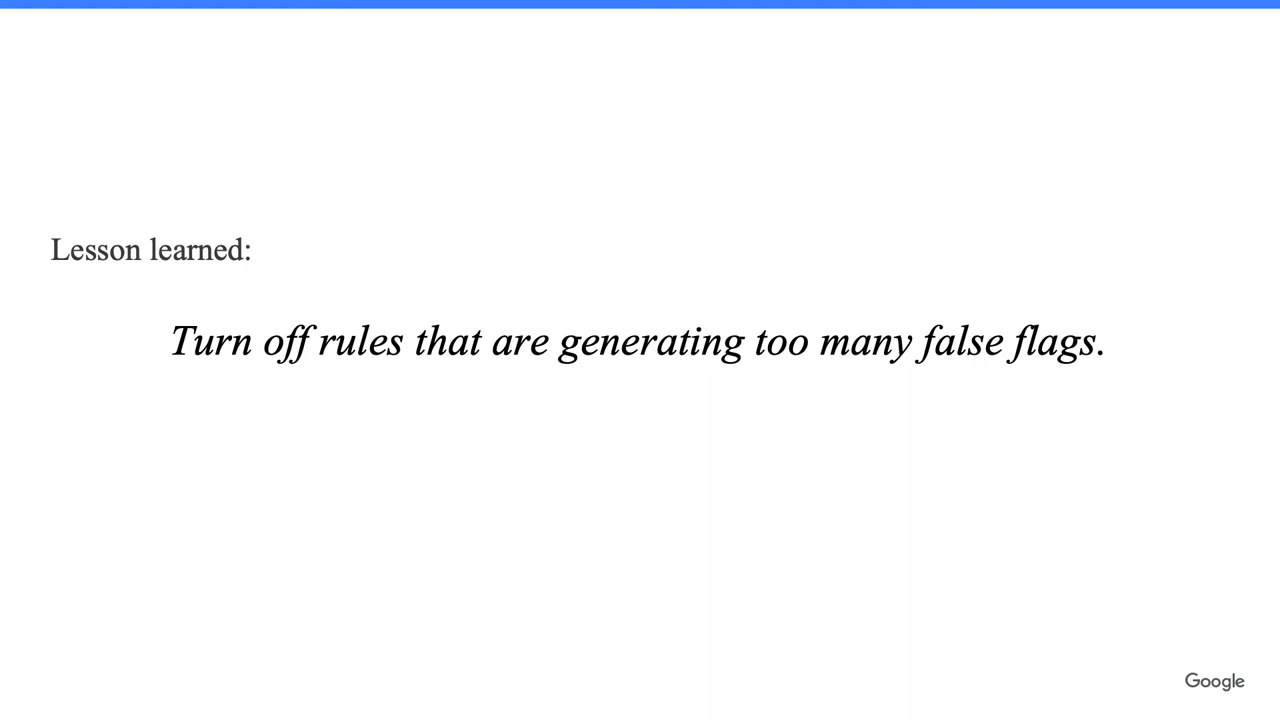 Lesson learned:
Turn off rules that are generating too many false flags.
Google